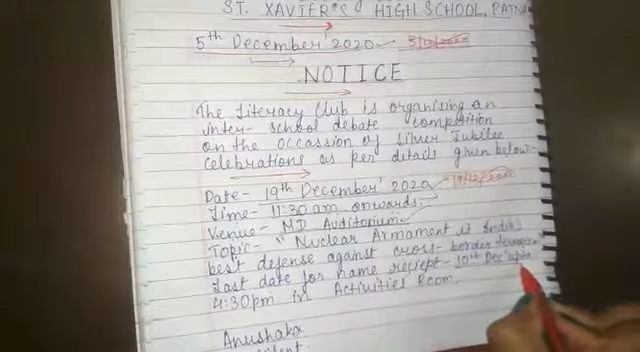 ST. XAVIER'S HIGH SCHOOL, PATNA
5th December' 2020
NOTICE
The Literacy Club is organising an
inter-school debate competition
on the occassion of Silver Jubilee
celebrations as per details given below-
Date- 19th December' 2020
Time- 11:30 am onwards.
Venue- MD Auditorium
Topic- "Nuclear Armament is India's
best defense against cross-border
Last date for name reciept- 10th Dec' upto
4:30pm in Activities Room.
Anushaka